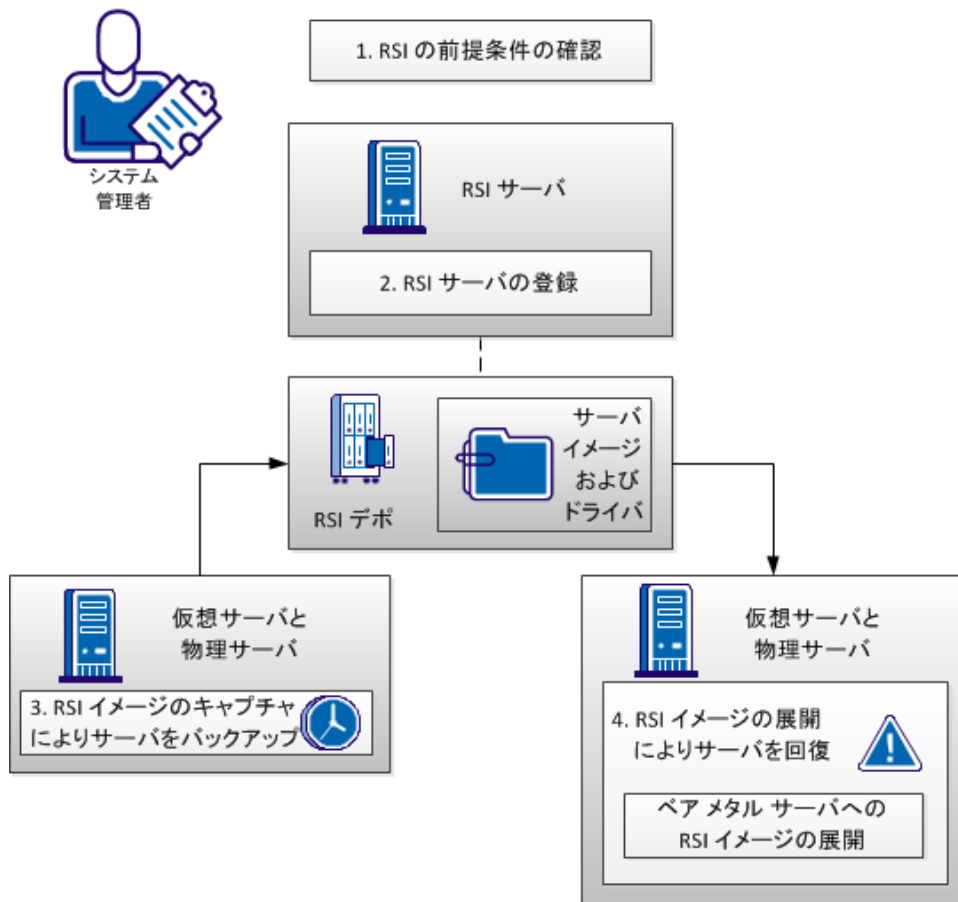 システム
管理者
1. RSI の前提条件の確認
RSI サーバ
2. RSI サーバの登録
RSI デポ
サーバ
イメージ
および
ドライバ
仮想サーバと
物理サーバ
3. RSI イメージのキャプチャ
によりサーバをバックアップ
仮想サーバと
物理サーバ
4. RSI イメージの展開
によりサーバを回復
ベア メタル サーバへの
RSI イメージの展開